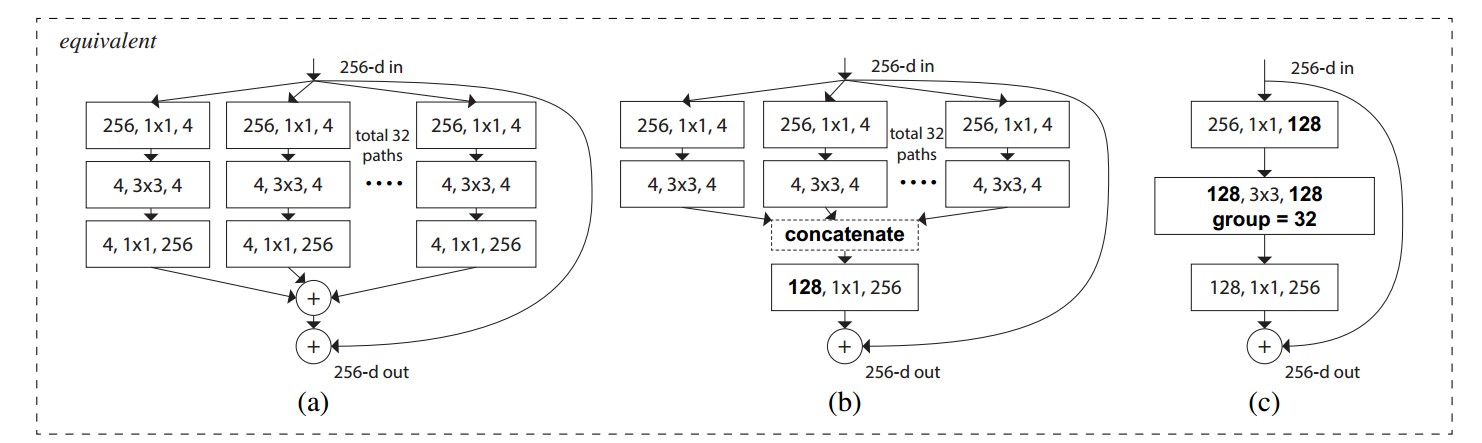 equivalent
256-d in
256, 1x1, 4
256, 1x1, 4
total 32
paths
256, 1x1, 4
4, 3x3, 4
4, 3x3, 4
....
4, 3x3, 4
4, 1x1, 256
4, 1x1, 256
4, 1x1, 256
+
+
256-d out
(a)
256-d in
256, 1x1, 4
256, 1x1, 4
total 32
paths
256, 1x1, 4
4, 3x3, 4
4, 3x3, 4
....
4, 3x3, 4
concatenate
128, 1x1, 256
+
256-d out
(b)
256-d in
256, 1x1, 128
128, 3x3, 128
group = 32
128, 1x1, 256
+
256-d out
(c)